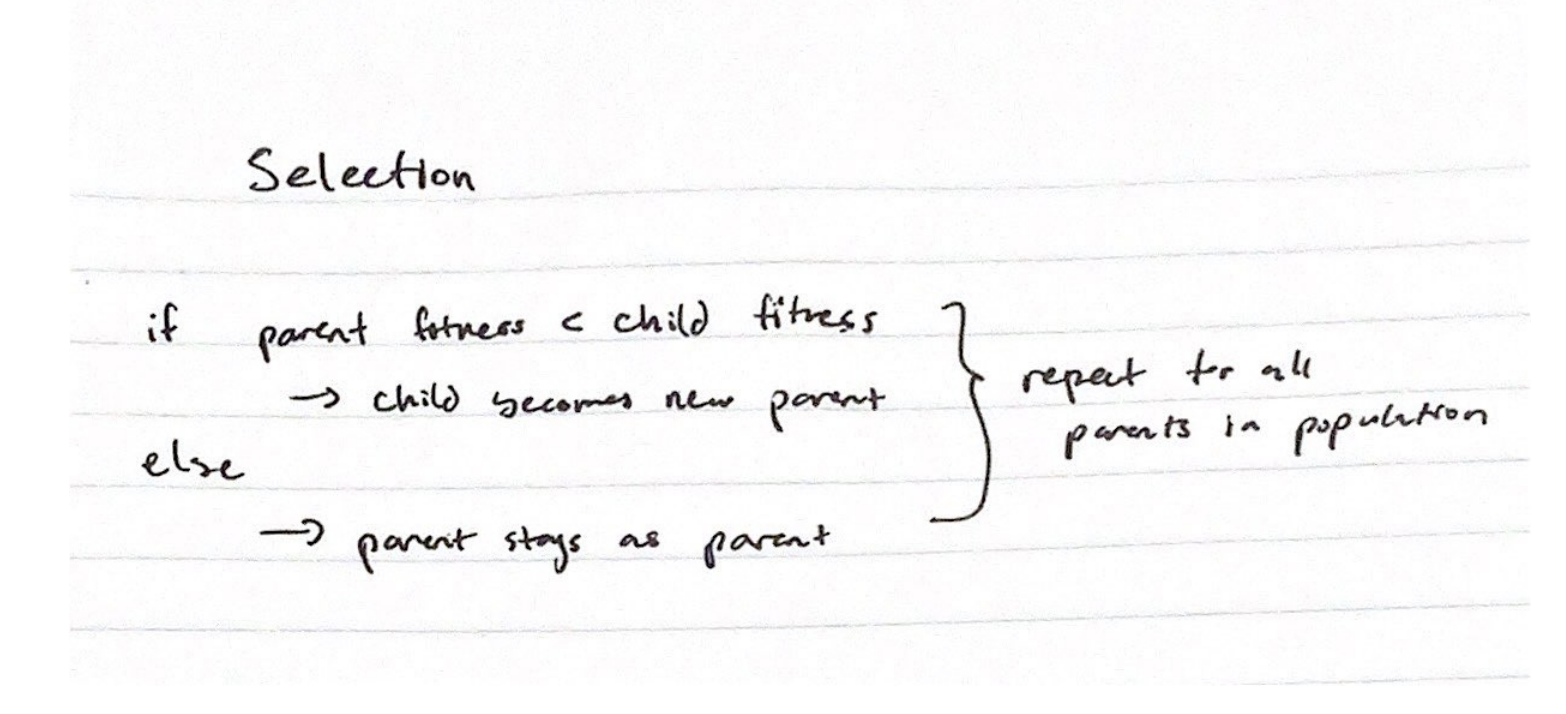 Selection
if parent fitness < child fitness
→ child becomes new parent
else
→ parent stays as parent
} repeat for all
parents in population